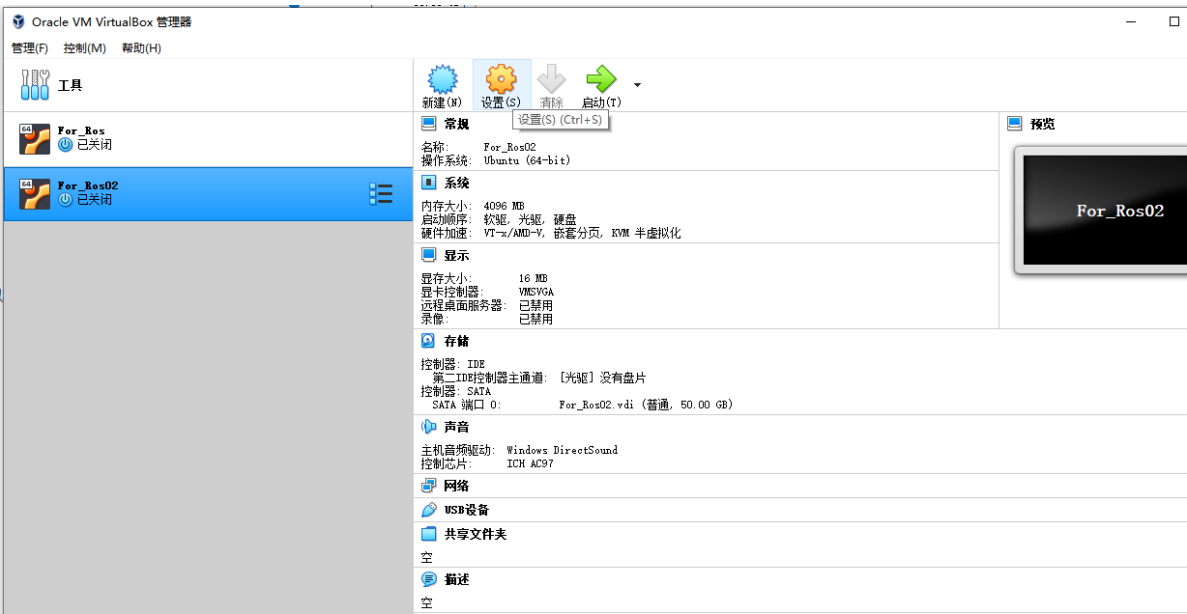 Oracle VM VirtualBox 管理器
管理(F) 控制(M) 帮助(H)
工具
新建(N) 设置(S) 清除 启动(T)
设置(S) (Ctrl+S)
64 For_Ros
已关闭
64 For_Ros02
已关闭
常规
名称: For_Ros02
操作系统: Ubuntu (64-bit)
系统
内存大小: 4096 MB
启动顺序: 软驱, 光驱, 硬盘
硬件加速: VT-x/AMD-V, 嵌套分页, KVM 半虚拟化
显示
显存大小: 16 MB
显卡控制器: VMSVGA
远程桌面服务器: 已禁用
录像: 已禁用
存储
控制器: IDE
第二IDE控制器主通道: [光驱] 没有盘片
控制器: SATA
SATA 端口 0: For_Ros02.vdi (普通, 50.00 GB)
声音
主机音频驱动: Windows DirectSound
控制芯片: ICH AC97
网络
USB设备
共享文件夹
空
描述
空
预览
For_Ros02